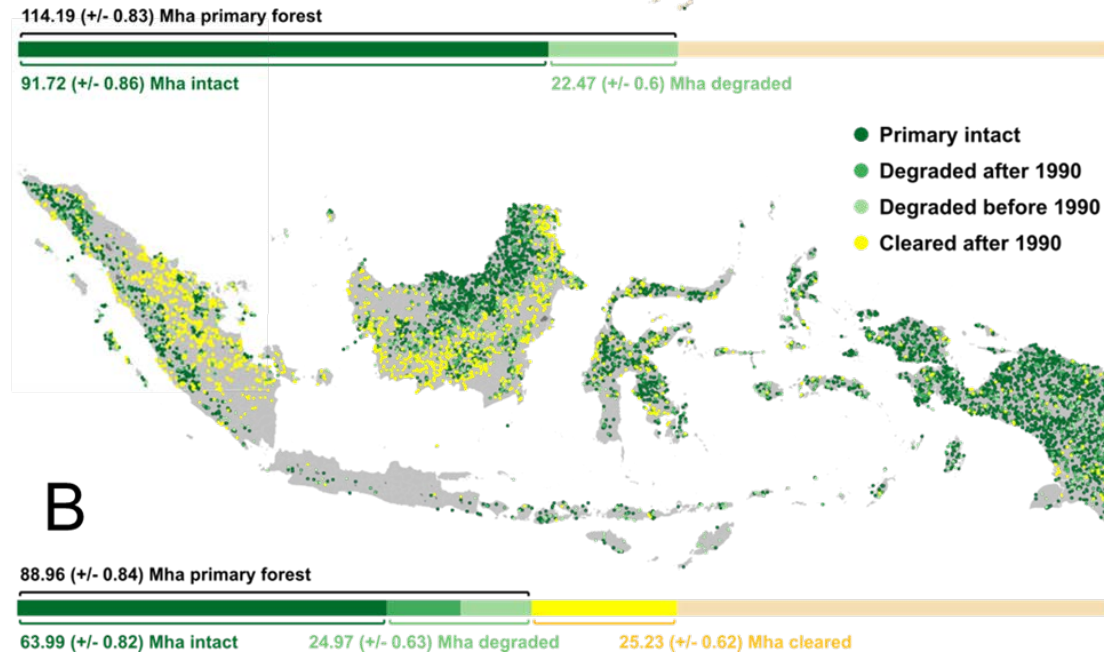 114.19 (+/- 0.83) Mha primary forest
91.72 (+/- 0.86) Mha intact
22.47 (+/- 0.6) Mha degraded
Primary intact
Degraded after 1990
Degraded before 1990
Cleared after 1990
B
88.96 (+/- 0.84) Mha primary forest
63.99 (+/- 0.82) Mha intact
24.97 (+/- 0.63) Mha degraded
25.23 (+/- 0.62) Mha cleared